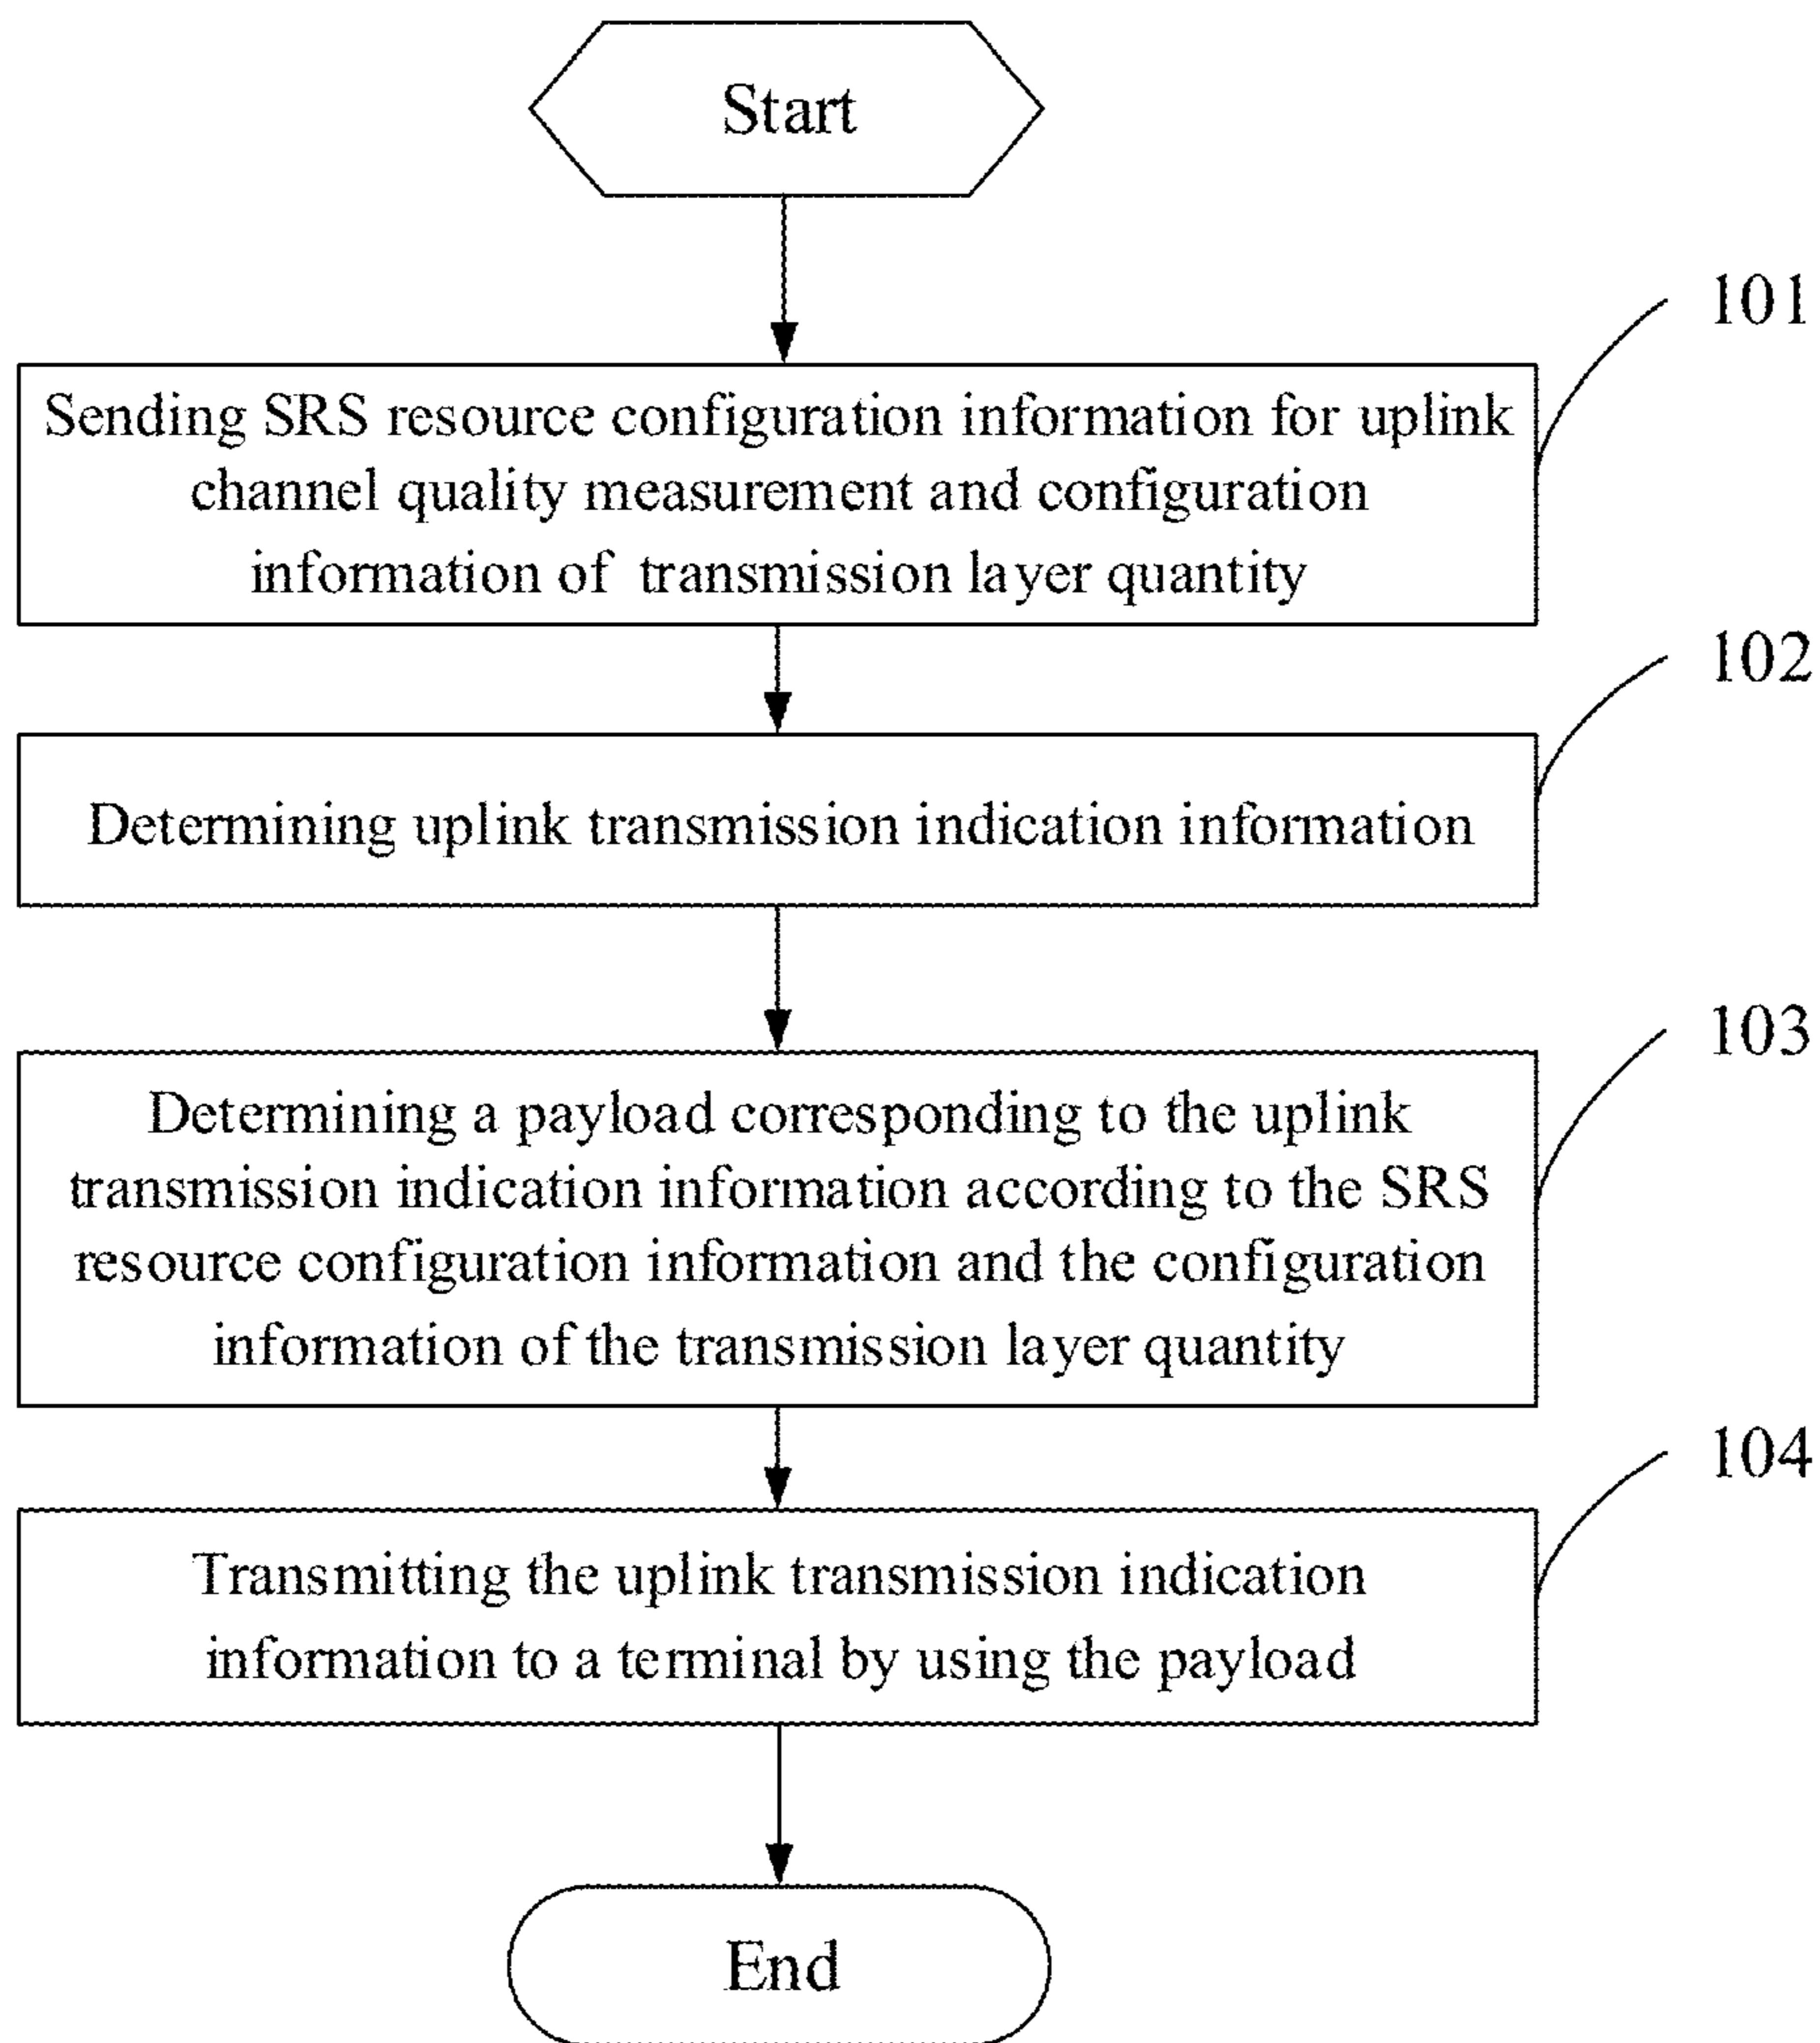 Start
101
Sending SRS resource configuration information for uplink
channel quality measurement and configuration
information of transmission layer quantity
102
Determining uplink transmission indication information
103
Determining a payload corresponding to the uplink
transmission indication information according to the SRS
resource configuration information and the configuration
information of the transmission layer quantity
104
Transmitting the uplink transmission indication
information to a terminal by using the payload
End